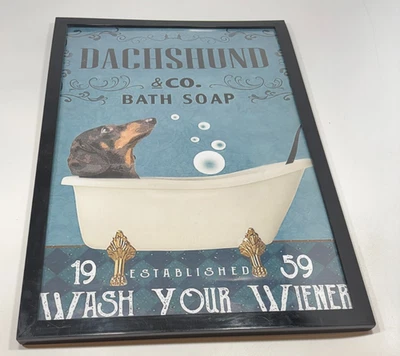 DACHSHUND
& CO.
BATH SOAP
19 ESTABLISHED 59
WASH YOUR WIENER